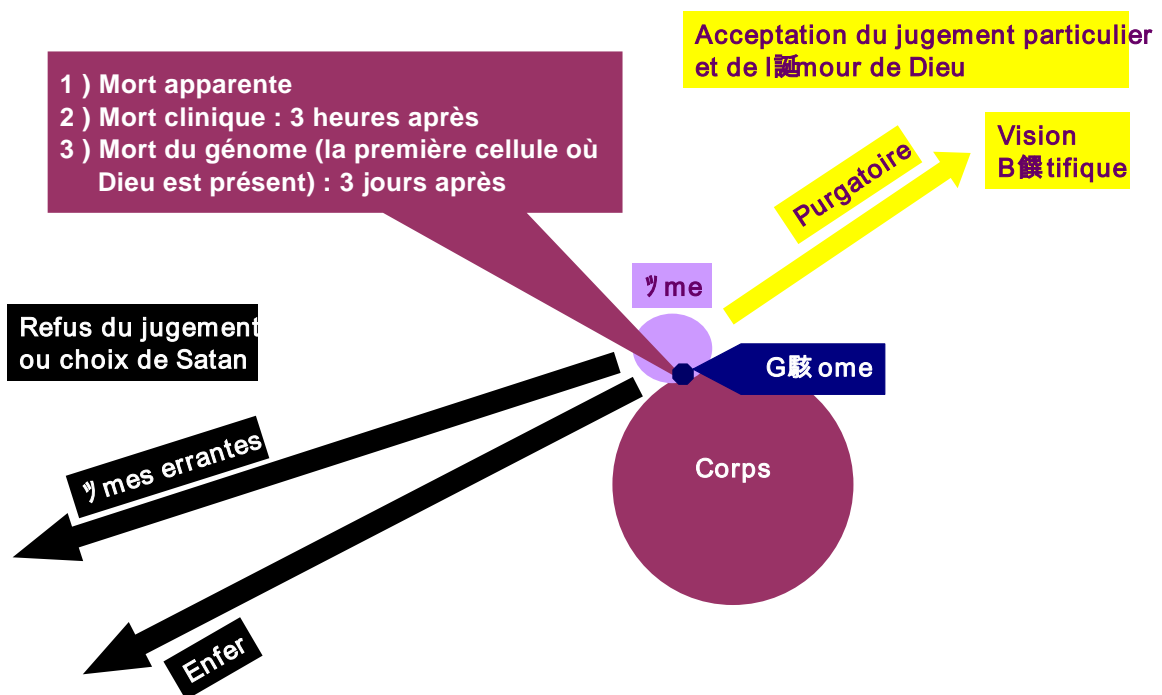 Acceptation du jugement particulier
et de l誕mour de Dieu
1 ) Mort apparente
2 ) Mort clinique : 3 heures après
3 ) Mort du génome (la première cellule où
Dieu est présent) : 3 jours après
Vision
B饌tifique
Purgatoire
ﾂme
Refus du jugement
ou choix de Satan
G駭ome
ﾂmes errantes
Corps
Enfer